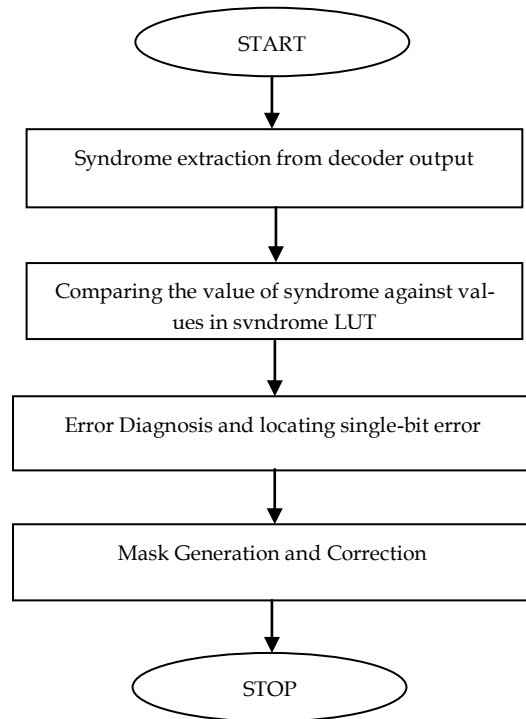 START
Syndrome extraction from decoder output
Comparing the value of syndrome against val-
ues in syndrome LUT
Error Diagnosis and locating single-bit error
Mask Generation and Correction
STOP